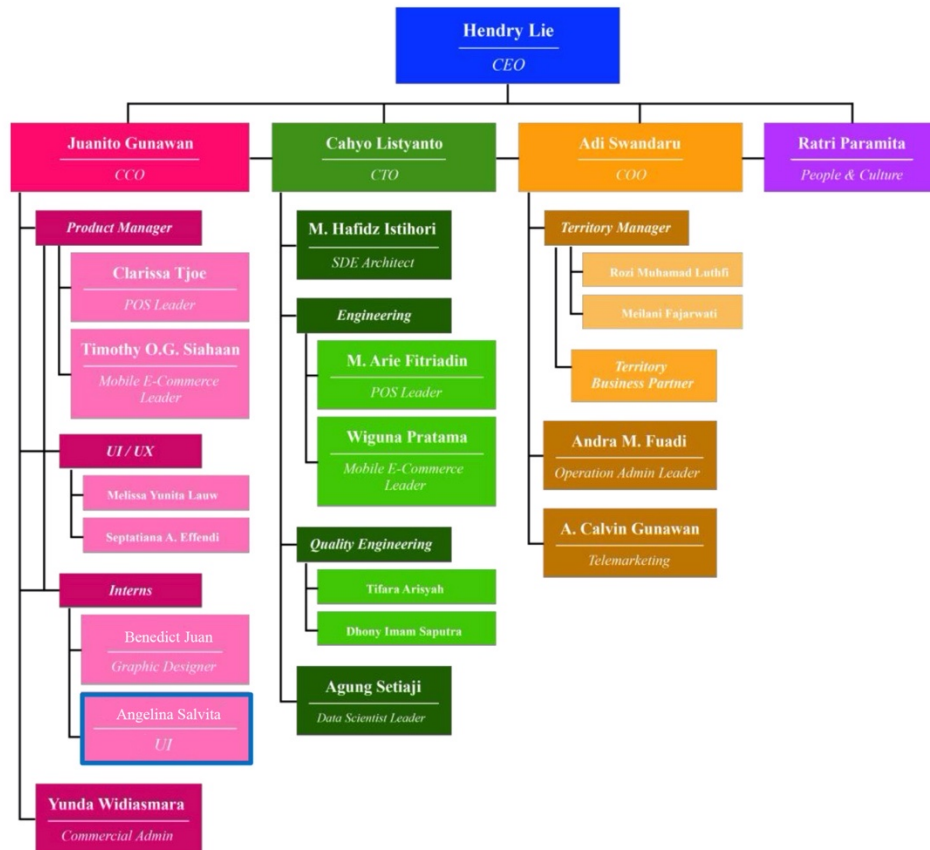 Hendry Lie
CEO
Juanito Gunawan
CCO
Cahyo Listyanto
CTO
Adi Swandaru
COO
Ratri Paramita
People & Culture
Product Manager
Clarissa Tjoe
POS Leader
Timothy O.G. Siahaan
Mobile E-Commerce
Leader
UI / UX
Melissa Yunita Lauw
Septatiana A. Effendi
Interns
Benedict Juan
Graphic Designer
Angelina Salvita
UI
Yunda Widiasmara
Commercial Admin
M. Hafidz Istihori
SDE Architect
Engineering
M. Arie Fitriadin
POS Leader
Wiguna Pratama
Mobile E-Commerce
Leader
Quality Engineering
Tifara Arisyah
Dhony Imam Saputra
Agung Setiaji
Data Scientist Leader
Territory Manager
Rozi Muhamad Luthfi
Meilani Fajarwati
Territory
Business Partner
Andra M. Fuadi
Operation Admin Leader
A. Calvin Gunawan
Telemarketing